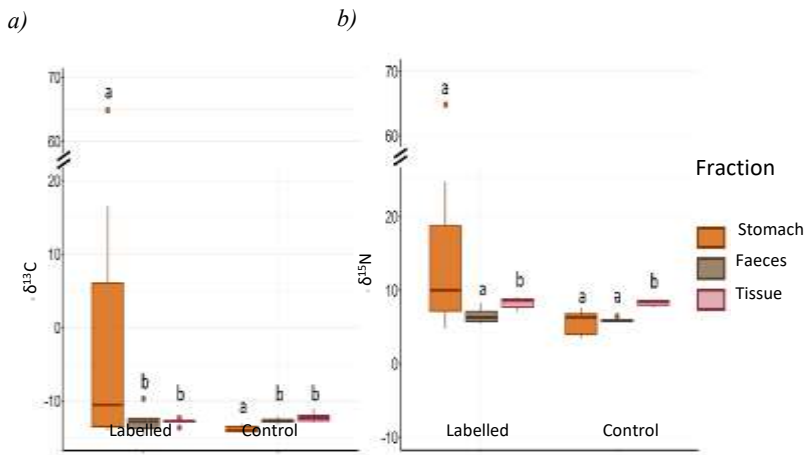 a)
b)
70
a
60
20
10
0
-10
δ13C
b
b
a
b
b
Labelled
Control
70
a
60
20
10
0
-10
δ15N
a
b
a
a
b
Labelled
Control
Fraction
Stomach
Faeces
Tissue